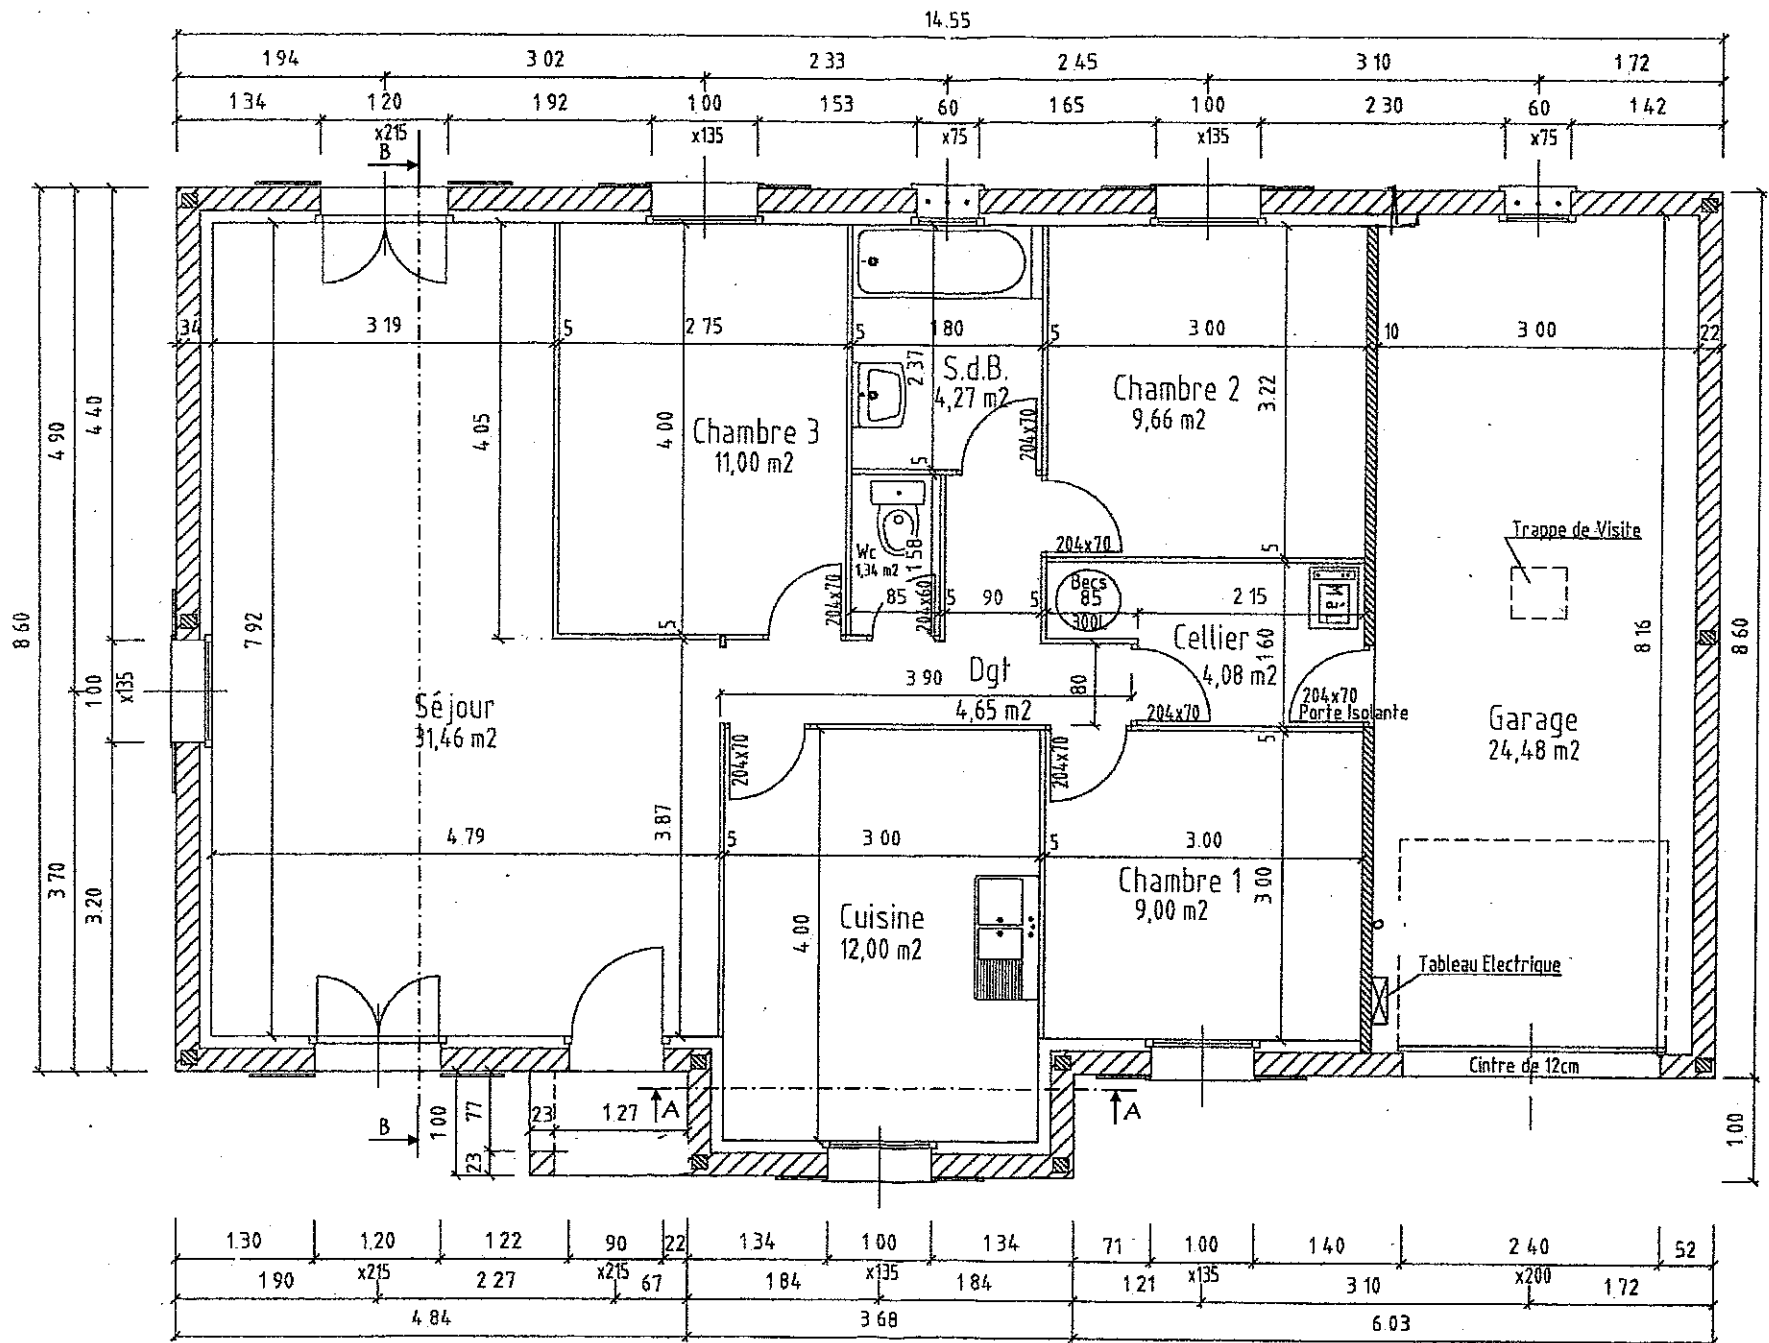 14.55
1 94 3 02 2 33 2 45 3 10 1 72
1 34 1 20 1 92 1 00 1 53 60 1 65 1 00 2 30 60 1 42
x215 x135 x75 x135 x75
B
34 3 19 5 2 75 5 1 80 5 3 00 10 3 00 22
2 37
S.d.B.
4,27 m2
Chambre 2
9,66 m2
3.22
4 90
4 40
4 05
4 00
Chambre 3
11,00 m2
204x70
5
5
Trappe de Visite
Wc
1,34 m2
1 58
204x70
Becs
85
300L
Mal
204x70
85
204x60
5 90 5
2 15
8 60
7 92
5
Cellier
4,08 m2
1 60
8 16
8 60
1 00
x135
Dgt
4,65 m2
3 90
80
204x70
204x70
Porte Isolante
Séjour
31,46 m2
Garage
24,48 m2
204x70
204x70
5
4.79 3.87 5 3 00 5 3.00
3 70
3.20
Chambre 1
9,00 m2
3 00
Cuisine
12,00 m2
4.00
Tableau Electrique
Cintre de 12cm
A A
B
1 00
77
23
23 1.27
1 00
1.30 1.20 1 22 90 22 1.34 1 00 1 34 71 1.00 1 40 2 40 52
x215 x215 x135 x135 x200
1 90 2 27 67 1 84 1 84 1 21 3 10 1 72
4 84 3 68 6 03